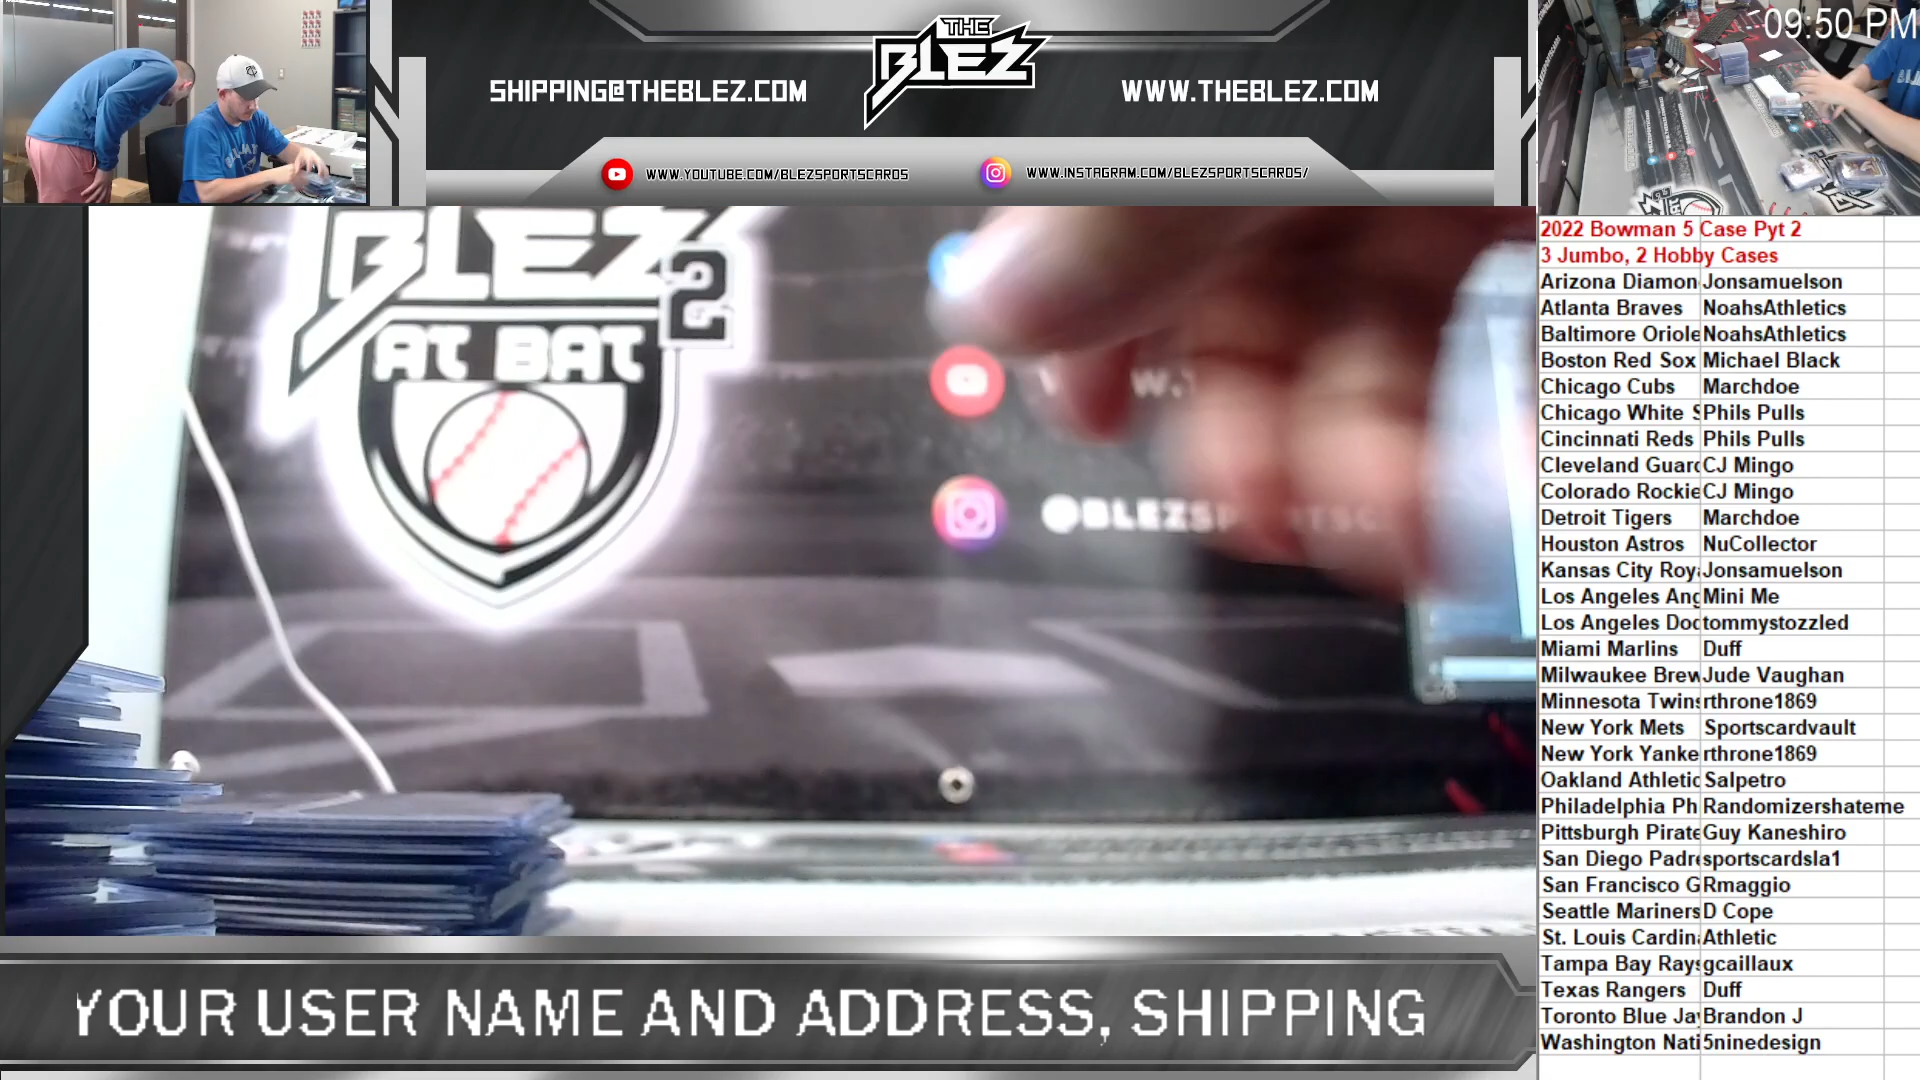 09:50 PM
THE
BLEZ
SHIPPING@THEBLEZ.COM
WWW.THEBLEZ.COM
WWW.YOUTUBE.COM/BLEZSPORTSCARDS
WWW.INSTAGRAM.COM/BLEZSPORTSCARDS/
BLEZ 2
AT BAT
@BLEZSP
2022 Bowman 5 Case Pyt 2
3 Jumbo, 2 Hobby Cases
Arizona Diamon Jonsamuelson
Atlanta Braves NoahsAthletics
Baltimore Oriole NoahsAthletics
Boston Red Sox Michael Black
Chicago Cubs Marchdoe
Chicago White S Phils Pulls
Cincinnati Reds Phils Pulls
Cleveland Guard CJ Mingo
Colorado Rockie CJ Mingo
Detroit Tigers Marchdoe
Houston Astros NuCollector
Kansas City Roya Jonsamuelson
Los Angeles Ang Mini Me
Los Angeles Dod tommystozzled
Miami Marlins Duff
Milwaukee Brew Jude Vaughan
Minnesota Twins rthrone1869
New York Mets Sportscardvault
New York Yanke rthrone1869
Oakland Athletic Salpetro
Philadelphia Ph Randomizershateme
Pittsburgh Pirate Guy Kaneshiro
San Diego Padre sportscardsla1
San Francisco G Rmaggio
Seattle Mariners D Cope
St. Louis Cardina Athletic
Tampa Bay Rays gcaillaux
Texas Rangers Duff
Toronto Blue Jay Brandon J
Washington Nati 5ninedesign
YOUR USER NAME AND ADDRESS, SHIPPING